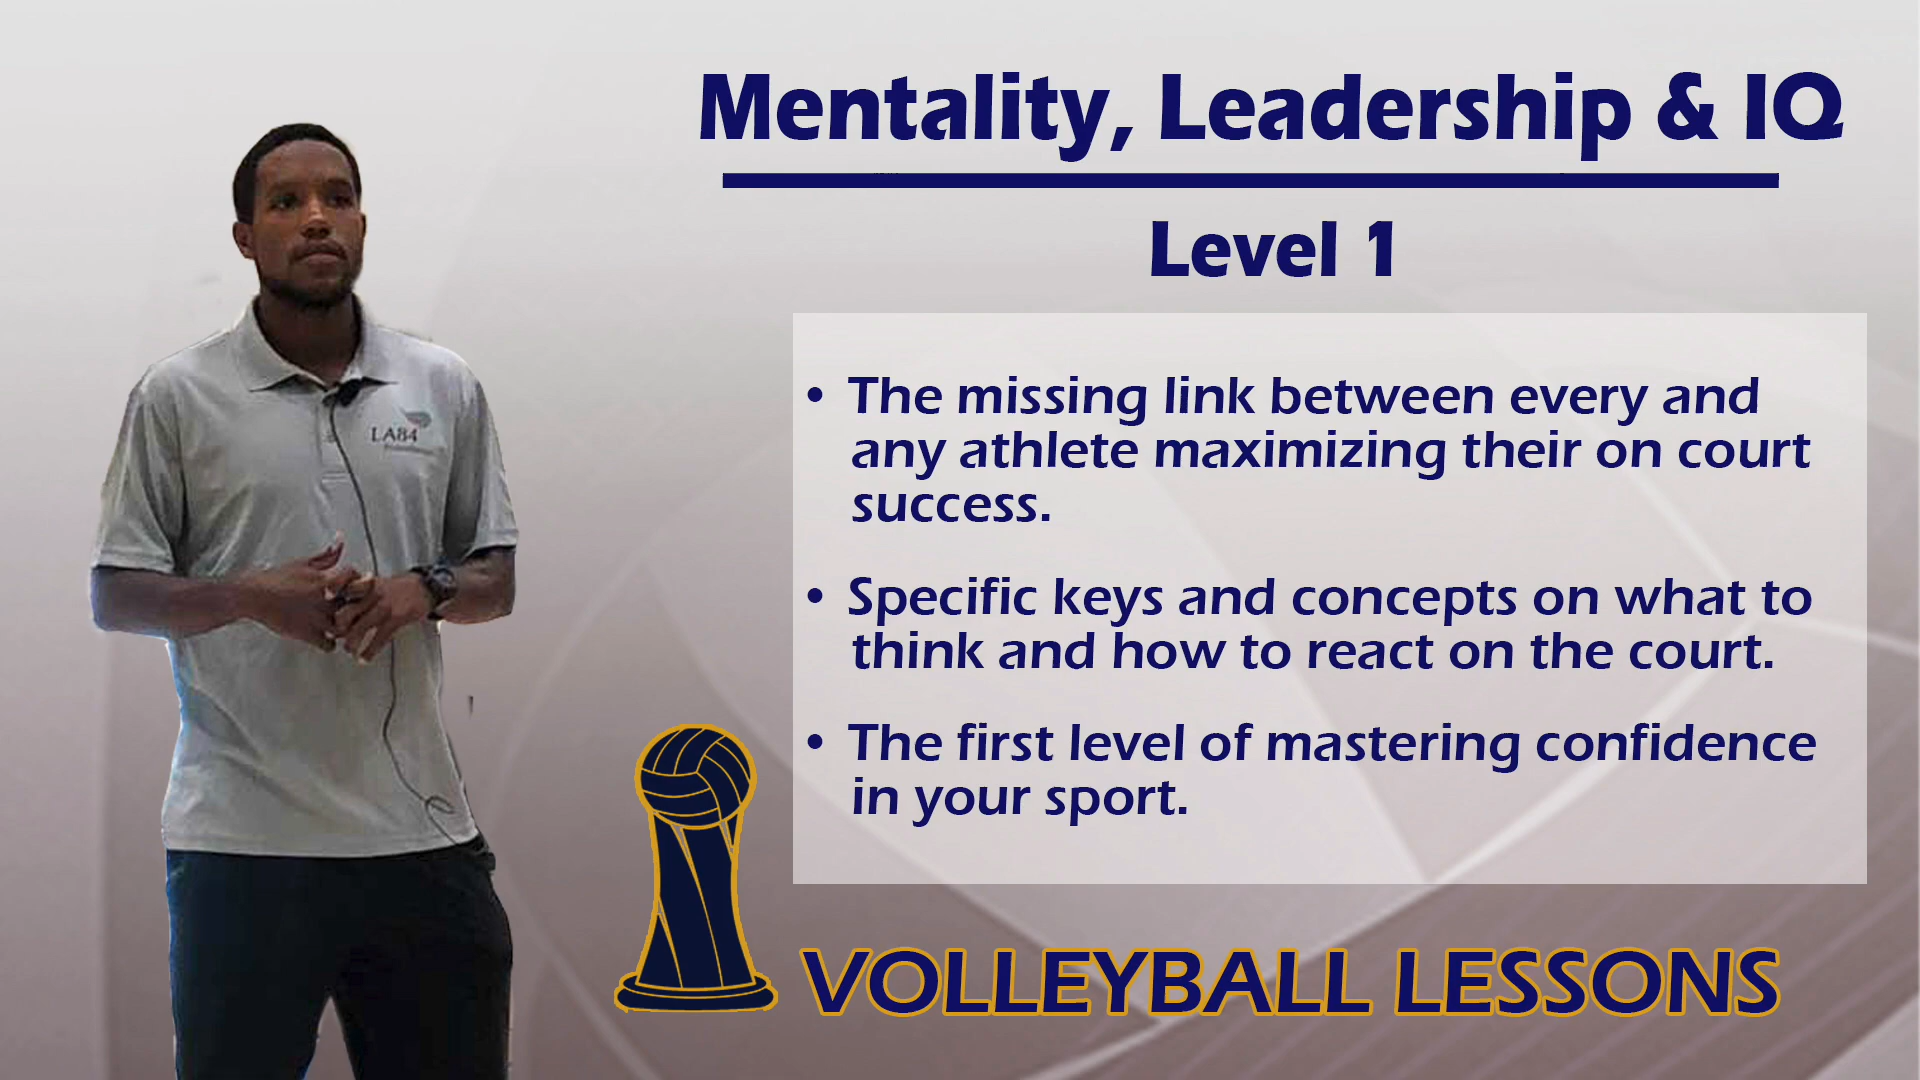 Mentality, Leadership & IQ
Level 1
LA84
• The missing link between every and
any athlete maximizing their on court
success.
• Specific keys and concepts on what to
think and how to react on the court.
• The first level of mastering confidence
in your sport.
VOLLEYBALL LESSONS